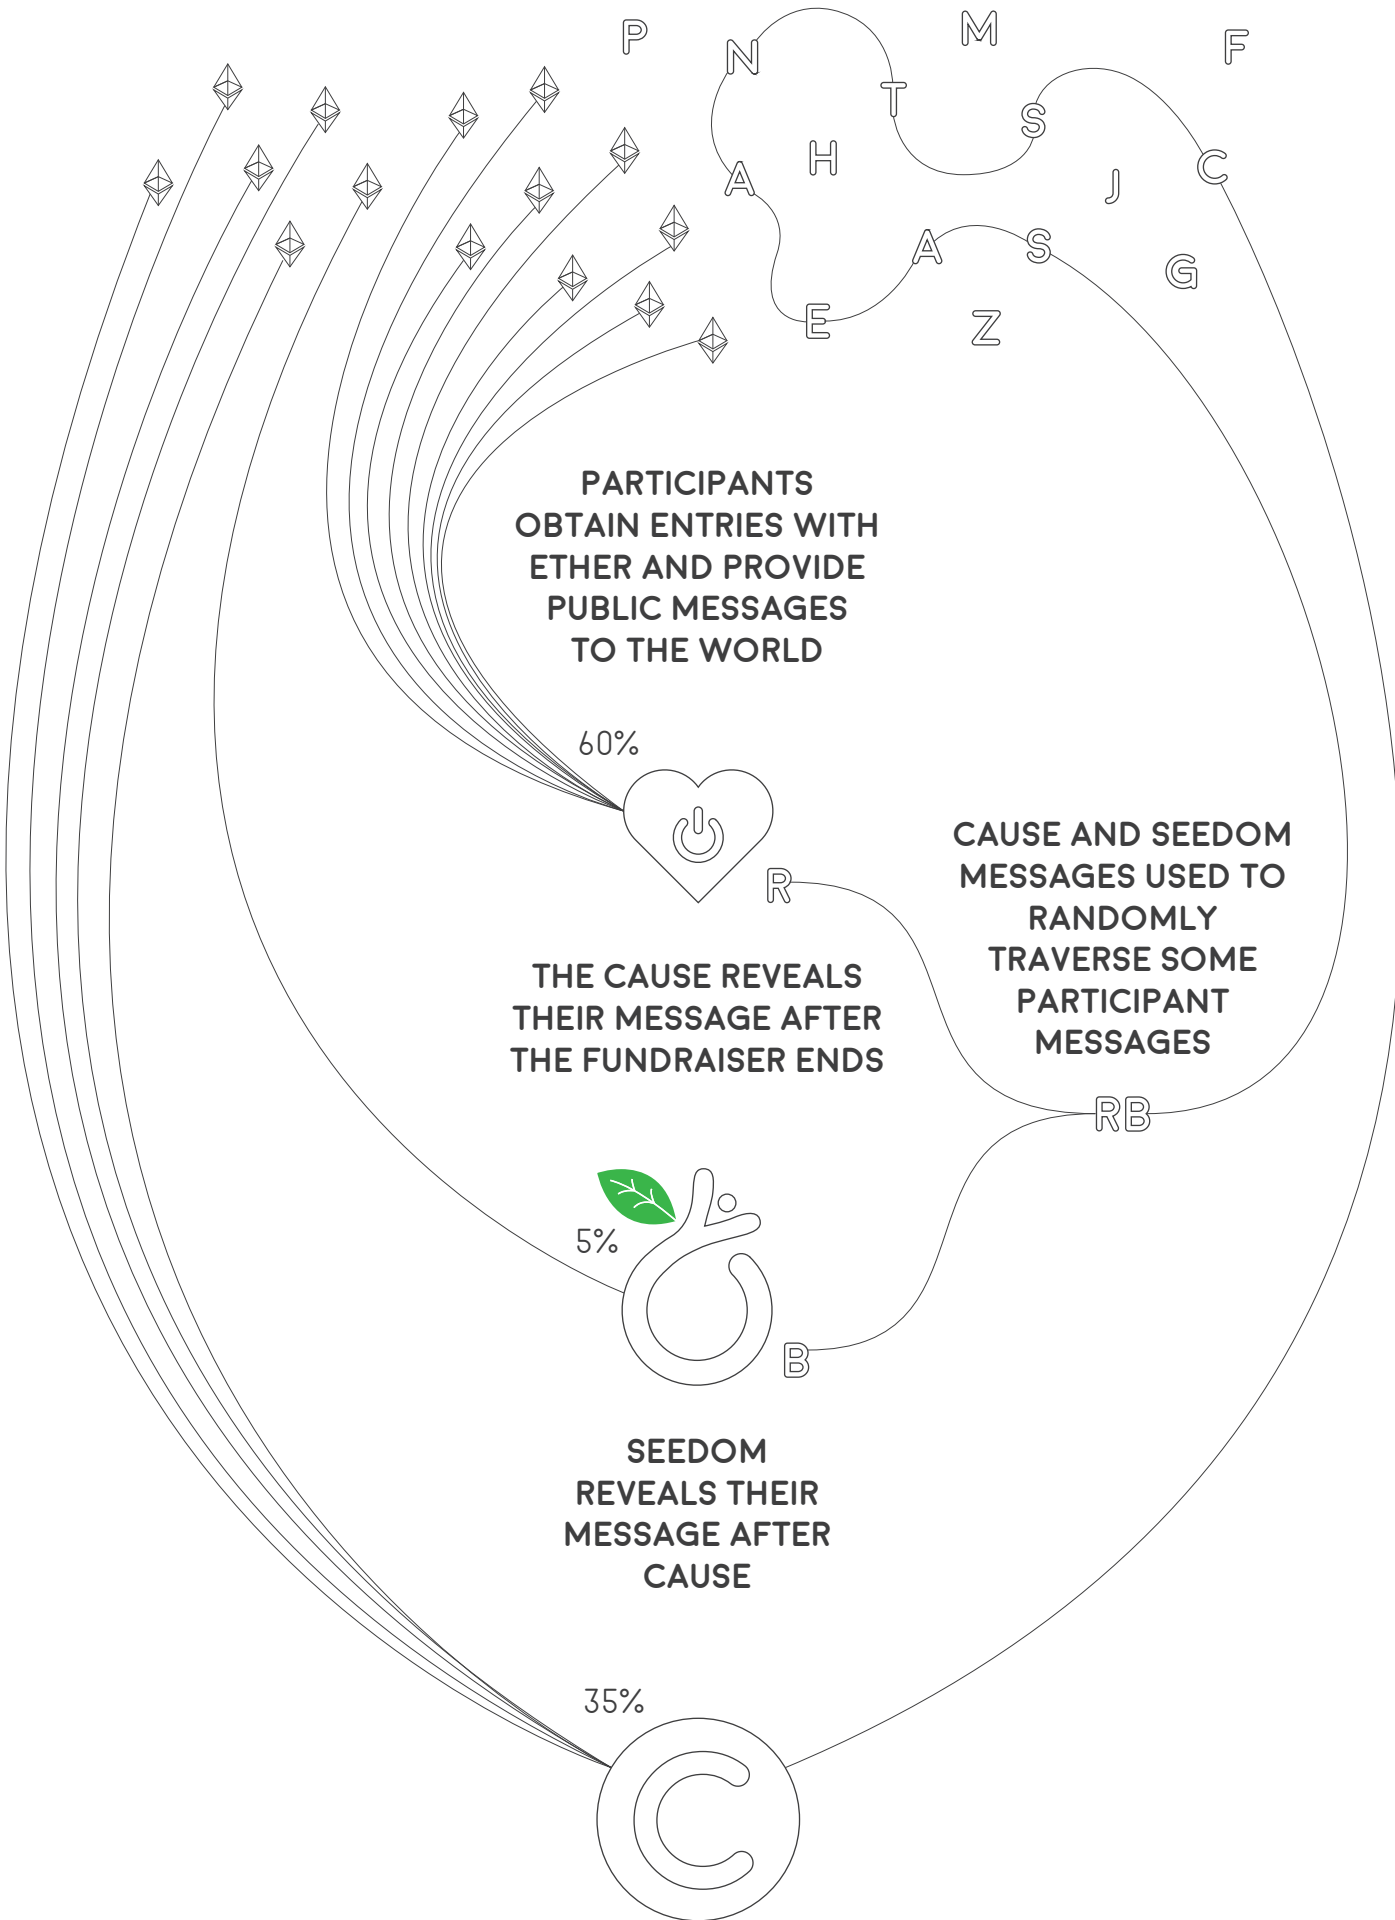 P
M
F
N
T
S
H
C
A
J
A
S
G
E
Z
PARTICIPANTS
OBTAIN ENTRIES WITH
ETHER AND PROVIDE
PUBLIC MESSAGES
TO THE WORLD
60%
R
CAUSE AND SEEDOM
MESSAGES USED TO
RANDOMLY
TRAVERSE SOME
PARTICIPANT
MESSAGES
THE CAUSE REVEALS
THEIR MESSAGE AFTER
THE FUNDRAISER ENDS
RB
5%
B
SEEDOM
REVEALS THEIR
MESSAGE AFTER
CAUSE
35%
C